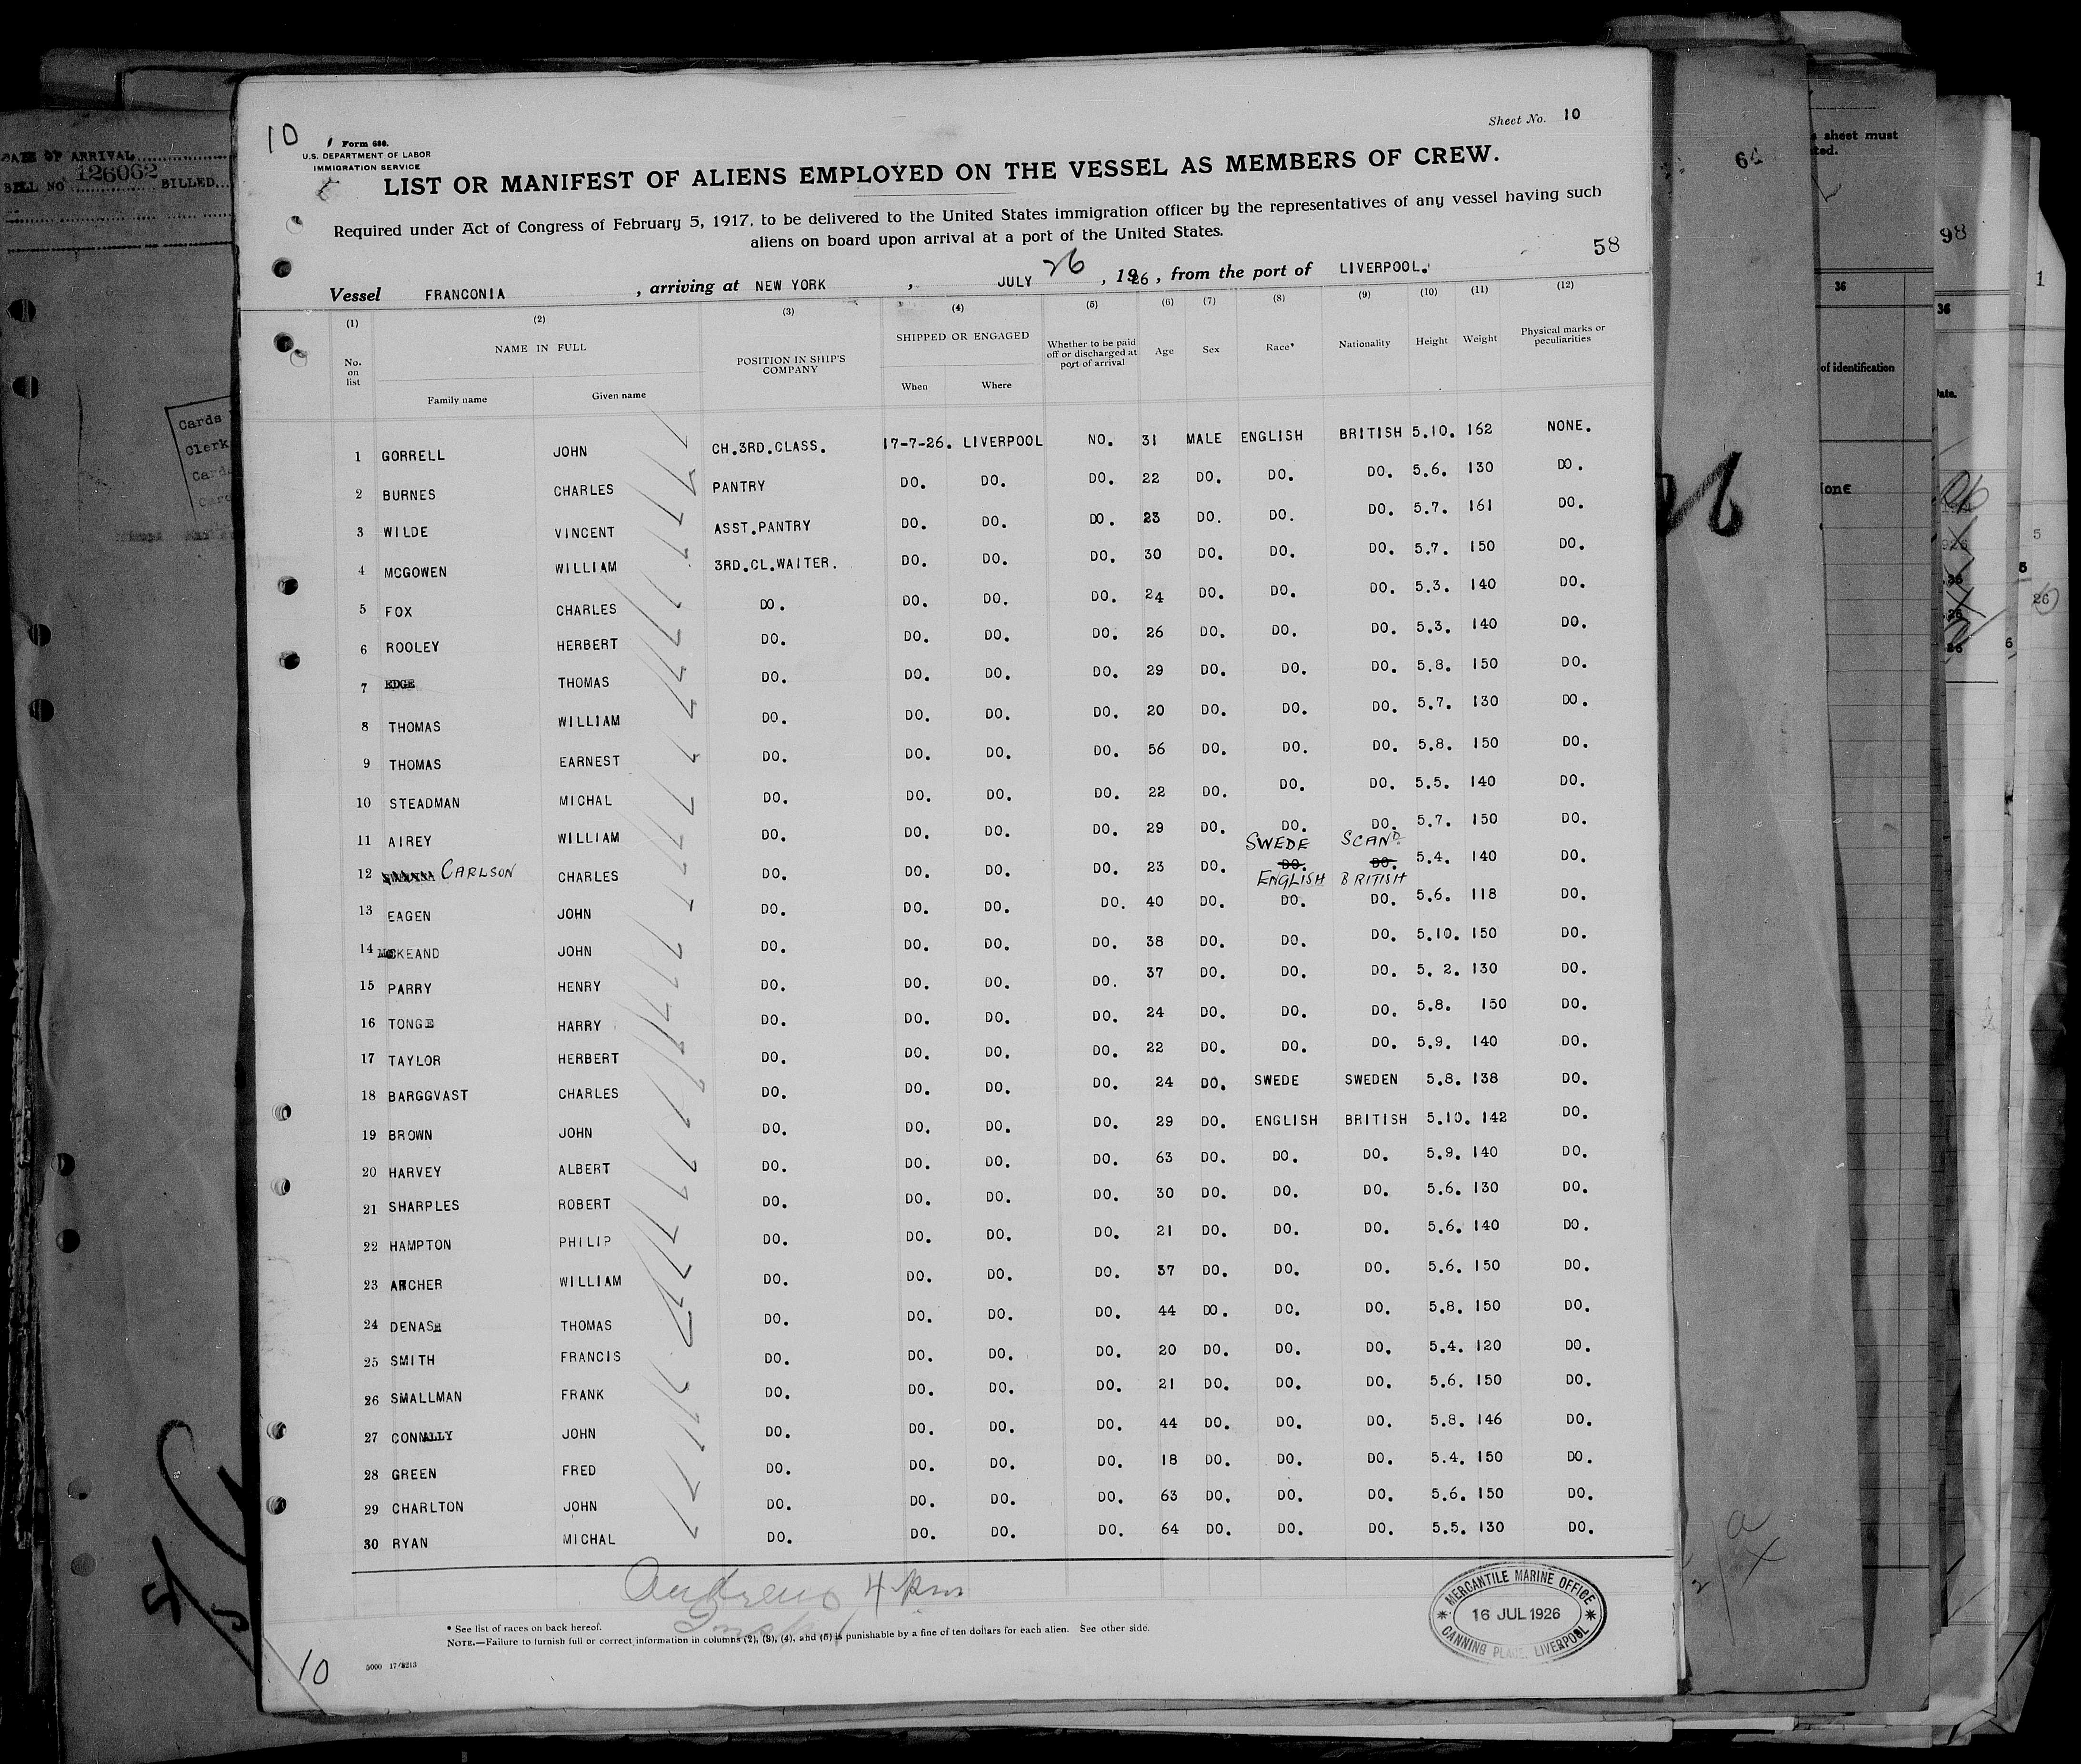 10
Sheet No. 10
Form 680.
U.S. DEPARTMENT OF LABOR
IMMIGRATION SERVICE
LIST OR MANIFEST OF ALIENS EMPLOYED ON THE VESSEL AS MEMBERS OF CREW.
Required under Act of Congress of February 5, 1917, to be delivered to the United States immigration officer by the representatives of any vessel having such
aliens on board upon arrival at a port of the United States.
58
Vessel FRANCONIA , arriving at NEW YORK , JULY 26 , 1926 , from the port of LIVERPOOL.
(1) (2) (3) (4) (5) (6) (7) (8) (9) (10) (11) (12)
No. on list NAME IN FULL POSITION IN SHIP'S COMPANY SHIPPED OR ENGAGED Whether to be paid off or discharged at port of arrival Age Sex Race* Nationality Height Weight Physical marks or peculiarities
Family name Given name When Where
1 GORRELL JOHN CH.3RD.CLASS. 17-7-26. LIVERPOOL NO. 31 MALE ENGLISH BRITISH 5.10. 162 NONE.
2 BURNES CHARLES PANTRY DO. DO. DO. 22 DO. DO. DO. 5.6. 130 DO.
3 WILDE VINCENT ASST.PANTRY DO. DO. DO. 23 DO. DO. DO. 5.7. 161 DO.
4 MCGOWEN WILLIAM 3RD.CL.WAITER. DO. DO. DO. 30 DO. DO. DO. 5.7. 150 DO.
5 FOX CHARLES DO. DO. DO. DO. 24 DO. DO. DO. 5.3. 140 DO.
6 ROOLEY HERBERT DO. DO. DO. DO. 26 DO. DO. DO. 5.3. 140 DO.
7 EDGE THOMAS DO. DO. DO. DO. 29 DO. DO. DO. 5.8. 150 DO.
8 THOMAS WILLIAM DO. DO. DO. DO. 20 DO. DO. DO. 5.7. 130 DO.
9 THOMAS EARNEST DO. DO. DO. DO. 56 DO. DO. DO. 5.8. 150 DO.
10 STEADMAN MICHAL DO. DO. DO. DO. 22 DO. DO. DO. 5.5. 140 DO.
11 AIREY WILLIAM DO. DO. DO. DO. 29 DO. DO. DO. 5.7. 150 DO.
SWEDE SCAND.
12 CARLSON CHARLES DO. DO. DO. DO. 23 DO. DO. DO. 5.4. 140 DO.
ENGLISH BRITISH
13 EAGEN JOHN DO. DO. DO. DO. 40 DO. DO. DO. 5.6. 118 DO.
14 MCKEAND JOHN DO. DO. DO. DO. 38 DO. DO. DO. 5.10. 150 DO.
15 PARRY HENRY DO. DO. DO. DO. 37 DO. DO. DO. 5. 2. 130 DO.
16 TONGE HARRY DO. DO. DO. DO. 24 DO. DO. DO. 5.8. 150 DO.
17 TAYLOR HERBERT DO. DO. DO. DO. 22 DO. DO. DO. 5.9. 140 DO.
18 BARGGVAST CHARLES DO. DO. DO. DO. 24 DO. SWEDE SWEDEN 5.8. 138 DO.
19 BROWN JOHN DO. DO. DO. DO. 29 DO. ENGLISH BRITISH 5.10. 142 DO.
20 HARVEY ALBERT DO. DO. DO. DO. 63 DO. DO. DO. 5.9. 140 DO.
21 SHARPLES ROBERT DO. DO. DO. DO. 30 DO. DO. DO. 5.6. 130 DO.
22 HAMPTON PHILIP DO. DO. DO. DO. 21 DO. DO. DO. 5.6. 140 DO.
23 ARCHER WILLIAM DO. DO. DO. DO. 37 DO. DO. DO. 5.6. 150 DO.
24 DENASH THOMAS DO. DO. DO. DO. 44 DO. DO. DO. 5.8. 150 DO.
25 SMITH FRANCIS DO. DO. DO. DO. 20 DO. DO. DO. 5.4. 120 DO.
26 SMALLMAN FRANK DO. DO. DO. DO. 21 DO. DO. DO. 5.6. 150 DO.
27 CONNALLY JOHN DO. DO. DO. DO. 44 DO. DO. DO. 5.8. 146 DO.
28 GREEN FRED DO. DO. DO. DO. 18 DO. DO. DO. 5.4. 150 DO.
29 CHARLTON JOHN DO. DO. DO. DO. 63 DO. DO. DO. 5.6. 150 DO.
30 RYAN MICHAL DO. DO. DO. DO. 64 DO. DO. DO. 5.5. 130 DO.
4 pm
MERCANTILE MARINE OFFICE
16 JUL 1926
CANNING PLACE, LIVERPOOL
* See list of races on back hereof.
NOTE.—Failure to furnish full or correct information in columns (2), (3), (4), and (5) is punishable by a fine of ten dollars for each alien. See other side.
10
DATE OF ARRIVAL
BILL NO 126062 BILLED
Cards
Clerk
sheet must
36
of identification
98
36
Date.